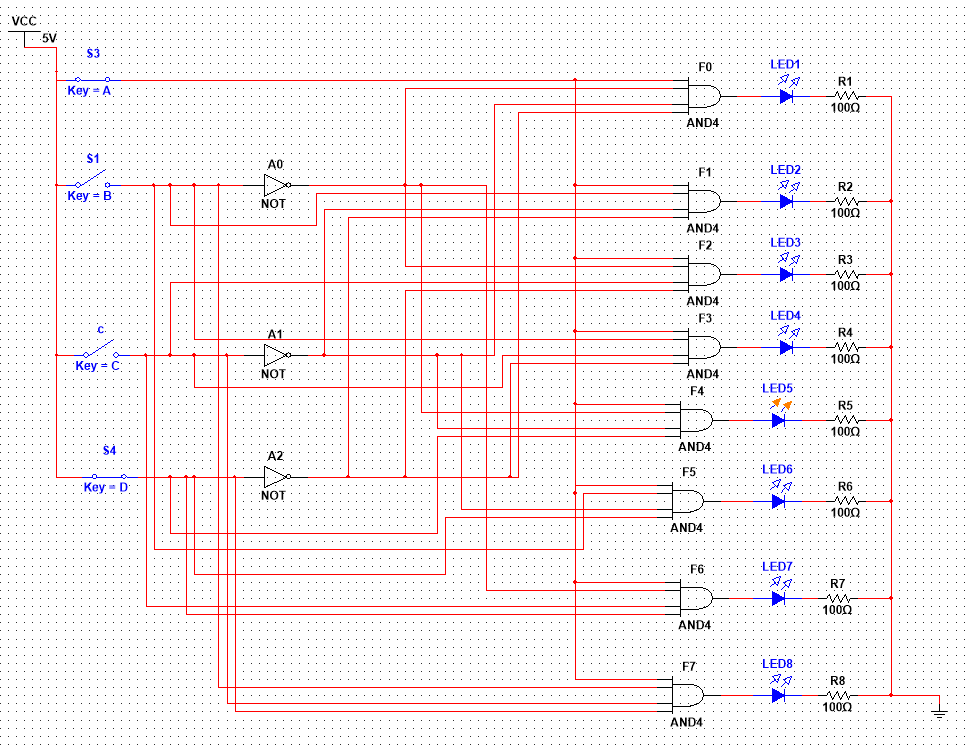 VCC
5V
S3
Key = A
S1
Key = B
c
Key = C
S4
Key = D
A0
NOT
A1
NOT
A2
NOT
F0
AND4
F1
AND4
F2
AND4
F3
AND4
F4
AND4
F5
AND4
F6
AND4
F7
AND4
LED1
R1
100Ω
LED2
R2
100Ω
LED3
R3
100Ω
LED4
R4
100Ω
LED5
R5
100Ω
LED6
R6
100Ω
LED7
R7
100Ω
LED8
R8
100Ω